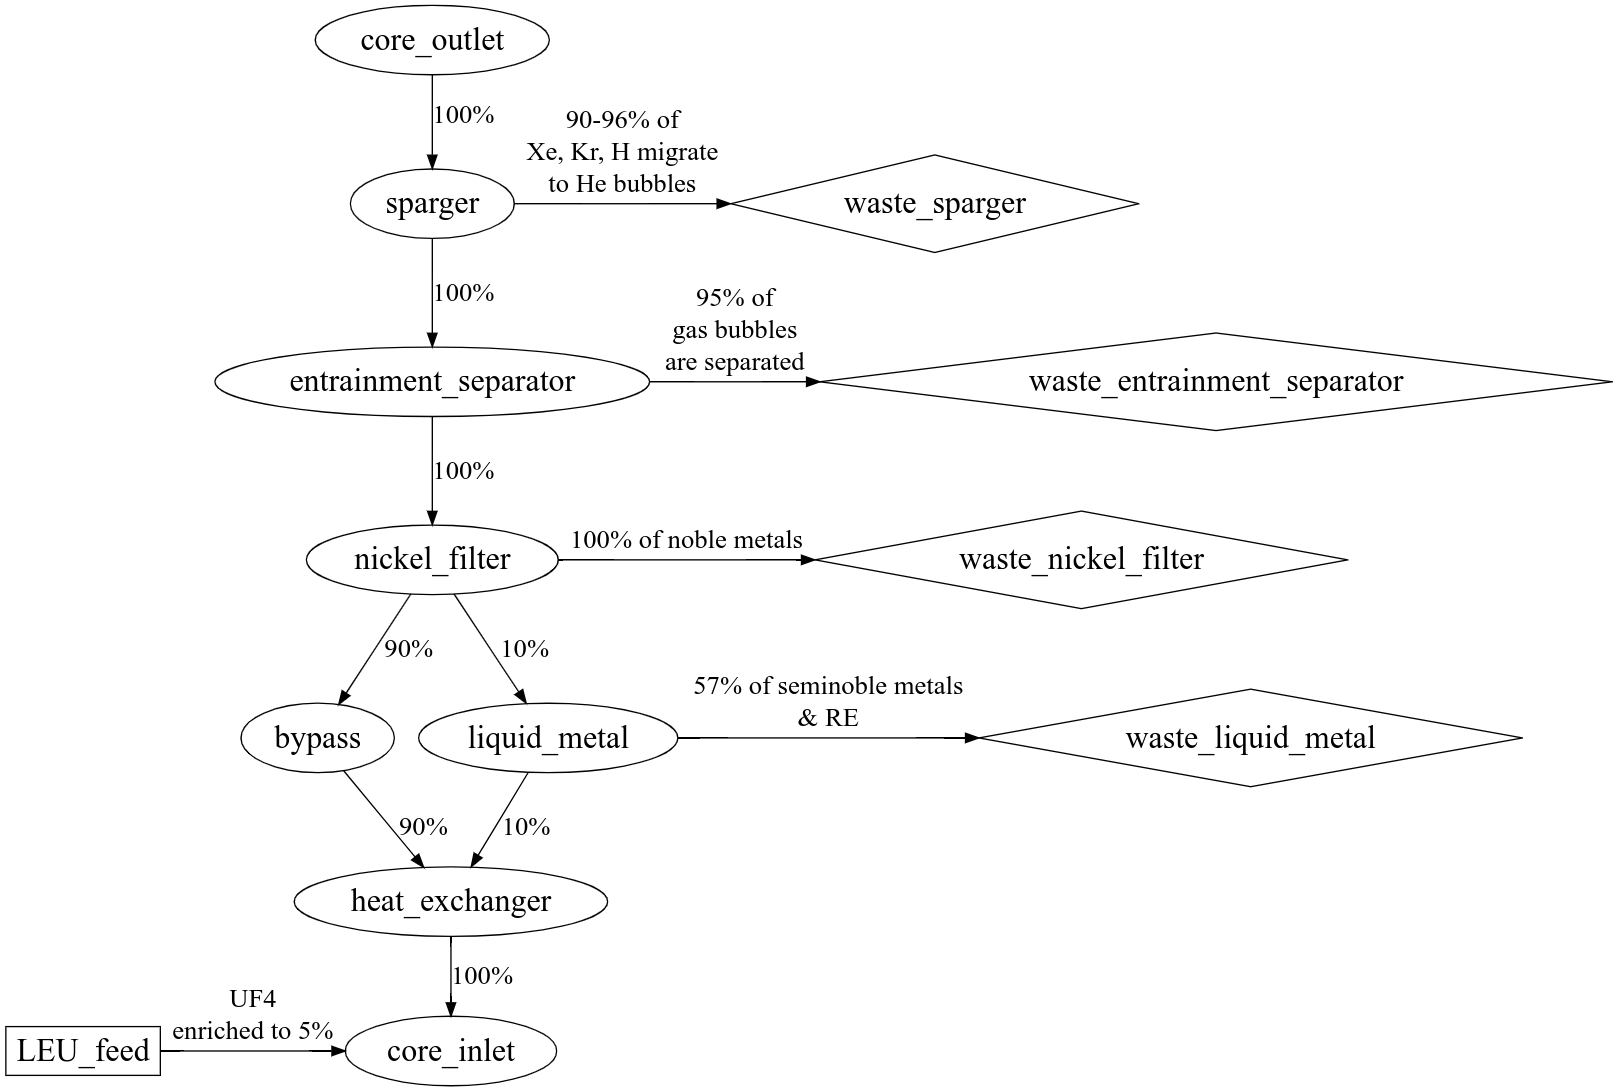 core_outlet
100%
90-96% of
Xe, Kr, H migrate
to He bubbles
sparger
waste_sparger
100%
95% of
gas bubbles
are separated
entrainment_separator
waste_entrainment_separator
100%
100% of noble metals
nickel_filter
waste_nickel_filter
90%
10%
57% of seminoble metals
& RE
bypass
liquid_metal
waste_liquid_metal
90%
10%
heat_exchanger
100%
UF4
enriched to 5%
LEU_feed
core_inlet